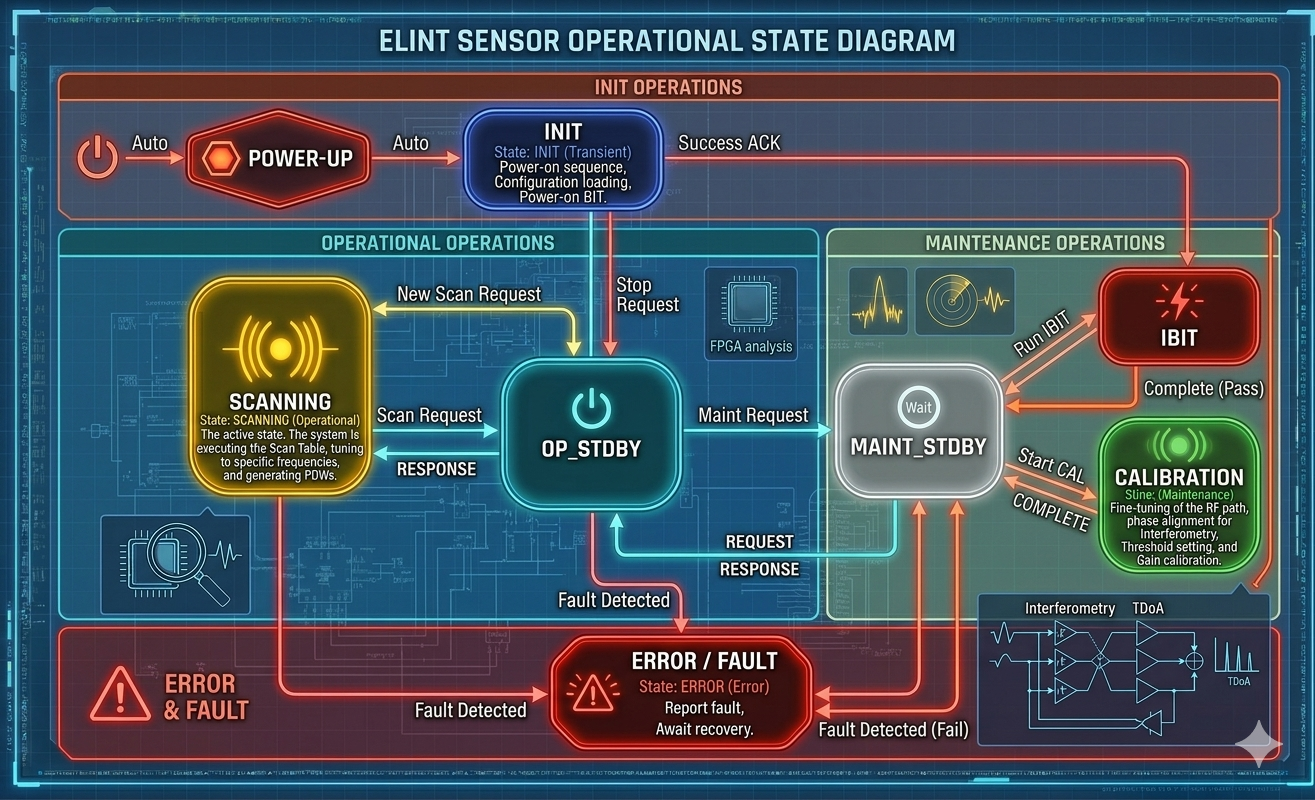 ELINT SENSOR OPERATIONAL STATE DIAGRAM
INIT OPERATIONS
Auto
POWER-UP
Auto
INIT
State: INIT (Transient)
Power-on sequence,
Configuration loading,
Power-on BIT.
Success ACK
OPERATIONAL OPERATIONS
New Scan Request
Stop
Request
FPGA analysis
SCANNING
State: SCANNING (Operational)
The active state. The system is
executing the Scan Table, tuning
to specific frequencies,
and generating PDWs.
Scan Request
RESPONSE
OP_STDBY
Maint Request
MAINTENANCE OPERATIONS
Run IBIT
IBIT
Complete (Pass)
Wait
MAINT_STDBY
Start CAL
COMPLETE
CALIBRATION
Stine: (Maintenance)
Fine-tuning of the RF path,
phase alignment for
Interferometry,
Threshold setting, and
Gain calibration.
REQUEST
RESPONSE
Fault Detected
Interferometry TDoA
TDoA
ERROR
& FAULT
Fault Detected
ERROR / FAULT
State: ERROR (Error)
Report fault,
Await recovery.
Fault Detected (Fail)